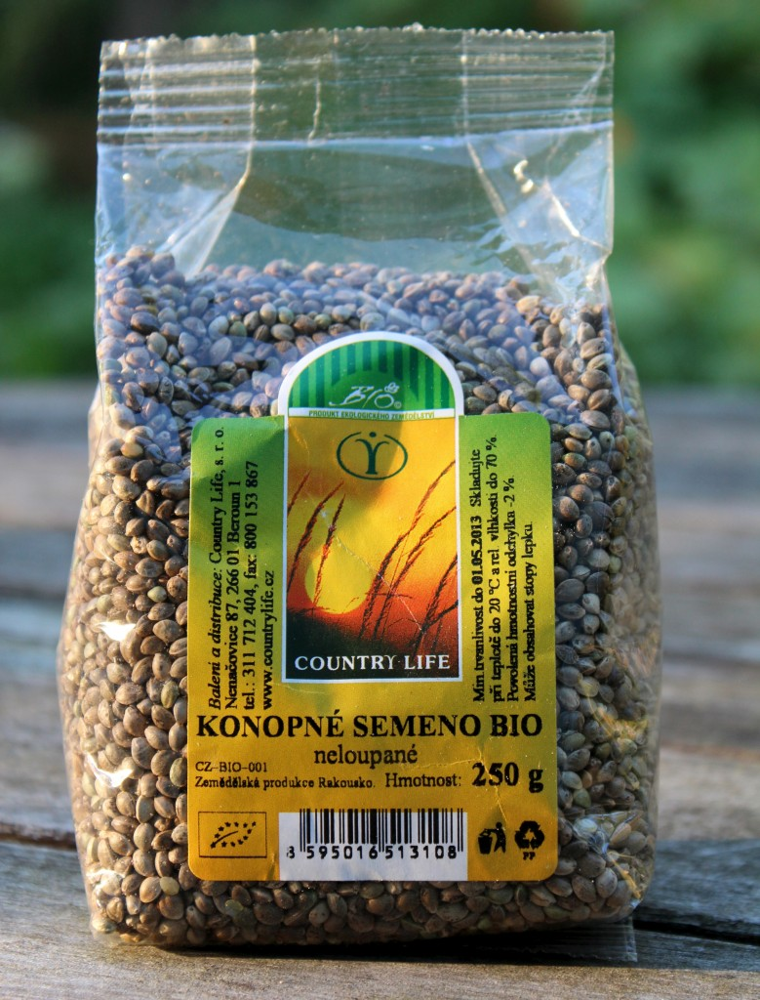 BIO
PRODUKT EKOLOGICKÉHO ZEMĚDĚLSTVÍ
COUNTRY LIFE
Balení a distribuce: Country Life, s. r. o.
Nenačovice 87, 266 01 Beroun 1
tel.: 311 712 404, fax: 800 153 867
www.countrylife.cz
Min.trvanlivost do 01.05.2013 Skladujte
při teplotě do 20 °C a rel. vlhkosti do 70 %.
Povolená hmotnostní odchylka -2 %.
Může obsahovat stopy lepku.
KONOPNÉ SEMENO BIO
neloupané
CZ-BIO-001
Zemědělská produkce Rakousko. Hmotnost: 250 g
8 595016 513108
PP